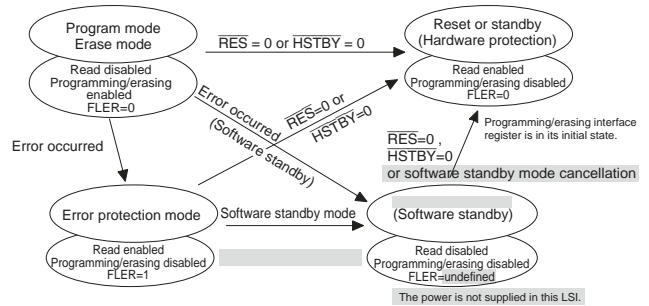 Program mode
Erase mode
RES = 0 or HSTBY = 0
Reset or standby
(Hardware protection)
Read disabled
Programming/erasing
enabled
FLER=0
Read enabled
Programming/erasing disabled
FLER=0
Error occurred
Error occurred
(Software standby)
RES=0 or
HSTBY=0
Programming/erasing interface
register is in its initial state.
RES=0 ,
HSTBY=0
or software standby mode cancellation
Error protection mode
Software standby mode
(Software standby)
Read enabled
Programming/erasing disabled
FLER=1
Read disabled
Programming/erasing disabled
FLER=undefined
The power is not supplied in this LSI.